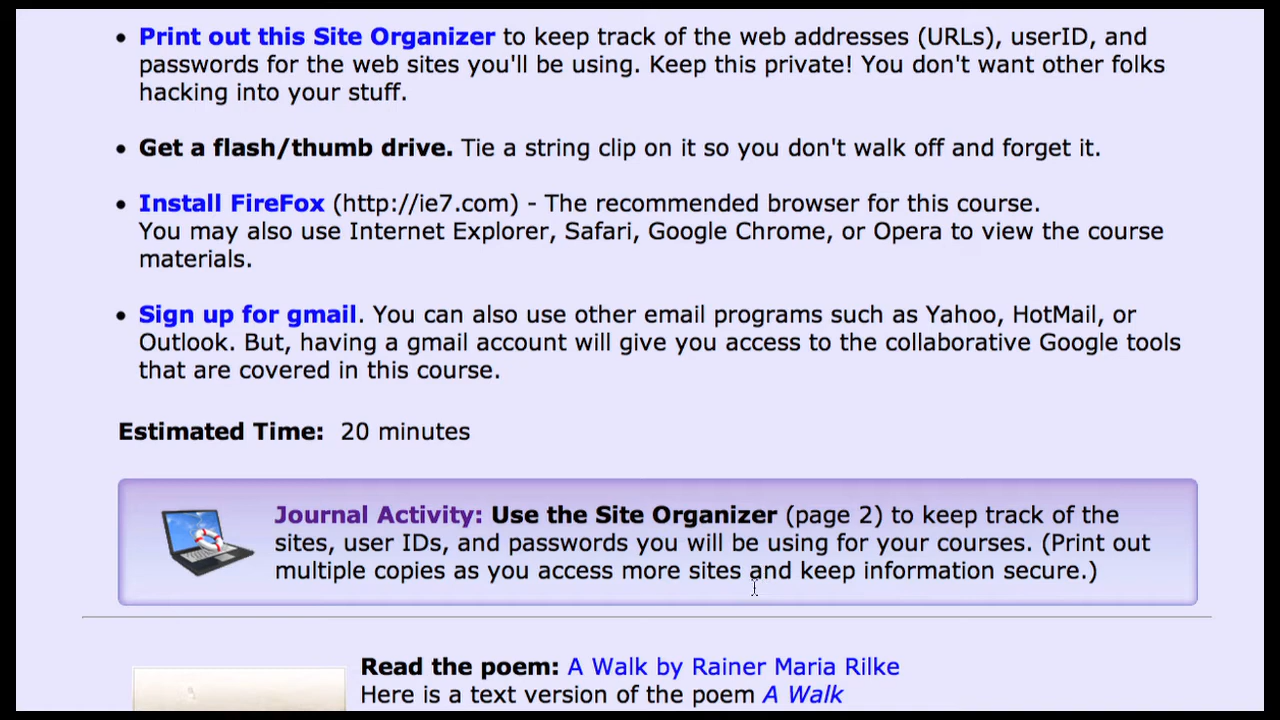 Print out this Site Organizer to keep track of the web addresses (URLs), userID, and
passwords for the web sites you'll be using. Keep this private! You don't want other folks
hacking into your stuff.
Get a flash/thumb drive. Tie a string clip on it so you don't walk off and forget it.
Install FireFox (http://ie7.com) - The recommended browser for this course.
You may also use Internet Explorer, Safari, Google Chrome, or Opera to view the course
materials.
Sign up for gmail. You can also use other email programs such as Yahoo, HotMail, or
Outlook. But, having a gmail account will give you access to the collaborative Google tools
that are covered in this course.
Estimated Time: 20 minutes
Journal Activity: Use the Site Organizer (page 2) to keep track of the
sites, user IDs, and passwords you will be using for your courses. (Print out
multiple copies as you access more sites and keep information secure.)
Read the poem: A Walk by Rainer Maria Rilke
Here is a text version of the poem A Walk